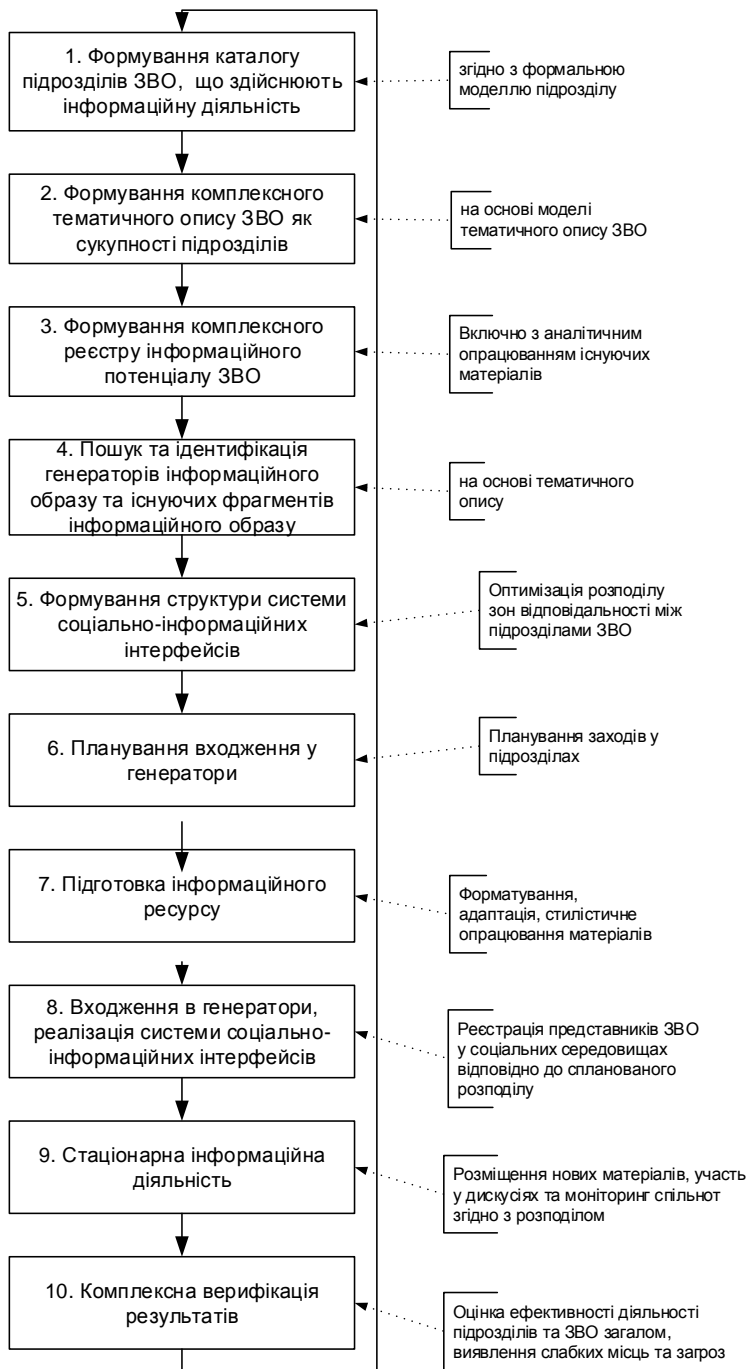 1. Формування каталогу
підрозділів ЗВО, що здійснюють
інформаційну діяльність
згідно з формальною
моделлю підрозділу
2. Формування комплексного
тематичного опису ЗВО як
сукупності підрозділів
на основі моделі
тематичного опису ЗВО
3. Формування комплексного
реєстру інформаційного
потенціалу ЗВО
Включно з аналітичним
опрацюванням існуючих
матеріалів
4. Пошук та ідентифікація
генераторів інформаційного
образу та існуючих фрагментів
інформаційного образу
на основі тематичного
опису
5. Формування структури системи
соціально-інформаційних
інтерфейсів
Оптимізація розподілу
зон відповідальності між
підрозділами ЗВО
6. Планування входження у
генератори
Планування заходів у
підрозділах
7. Підготовка інформаційного
ресурсу
Форматування,
адаптація, стилістичне
опрацювання матеріалів
8. Входження в генератори,
реалізація системи соціально-
інформаційних інтерфейсів
Реєстрація представників ЗВО
у соціальних середовищах
відповідно до спланованого
розподілу
9. Стаціонарна інформаційна
діяльність
Розміщення нових матеріалів, участь
у дискусіях та моніторинг спільнот
згідно з розподілом
10. Комплексна верифікація
результатів
Оцінка ефективності діяльності
підрозділів та ЗВО загалом,
виявлення слабких місць та загроз